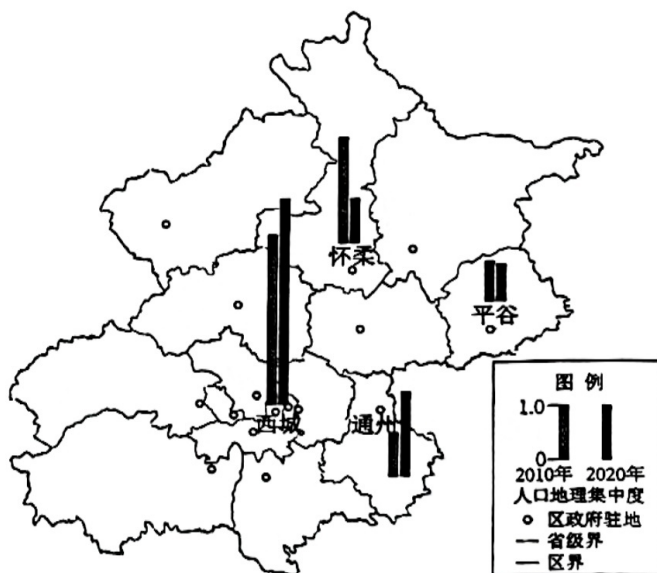 怀柔
平谷
西城
通州
图 例
1.0
0
2010年 2020年
人口地理集中度
区政府驻地
省级界
区界